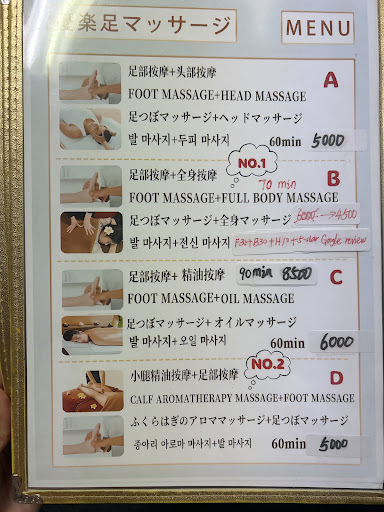 楽足マッサージ
MENU
足部按摩+头部按摩
A
FOOT MASSAGE+HEAD MASSAGE
足つぼマッサージ+ヘッドマッサージ
발 마사지+두피 마사지 60min 5000
NO.1
足部按摩+全身按摩
B
70 min
FOOT MASSAGE+FULL BODY MASSAGE
足つぼマッサージ+全身マッサージ 6000 → 4500
발 마사지+전신 마사지 F30+B30+H10+5-star Google review
足部按摩+精油按摩 90min 8500
C
FOOT MASSAGE+OIL MASSAGE
足つぼマッサージ+オイルマッサージ
발 마사지+오일 마사지 60min 6000
NO.2
小腿精油按摩+足部按摩
D
CALF AROMATHERAPY MASSAGE+FOOT MASSAGE
ふくらはぎのアロママッサージ+足つぼマッサージ
종아리 아로마 마사지+발 마사지 60min 5000